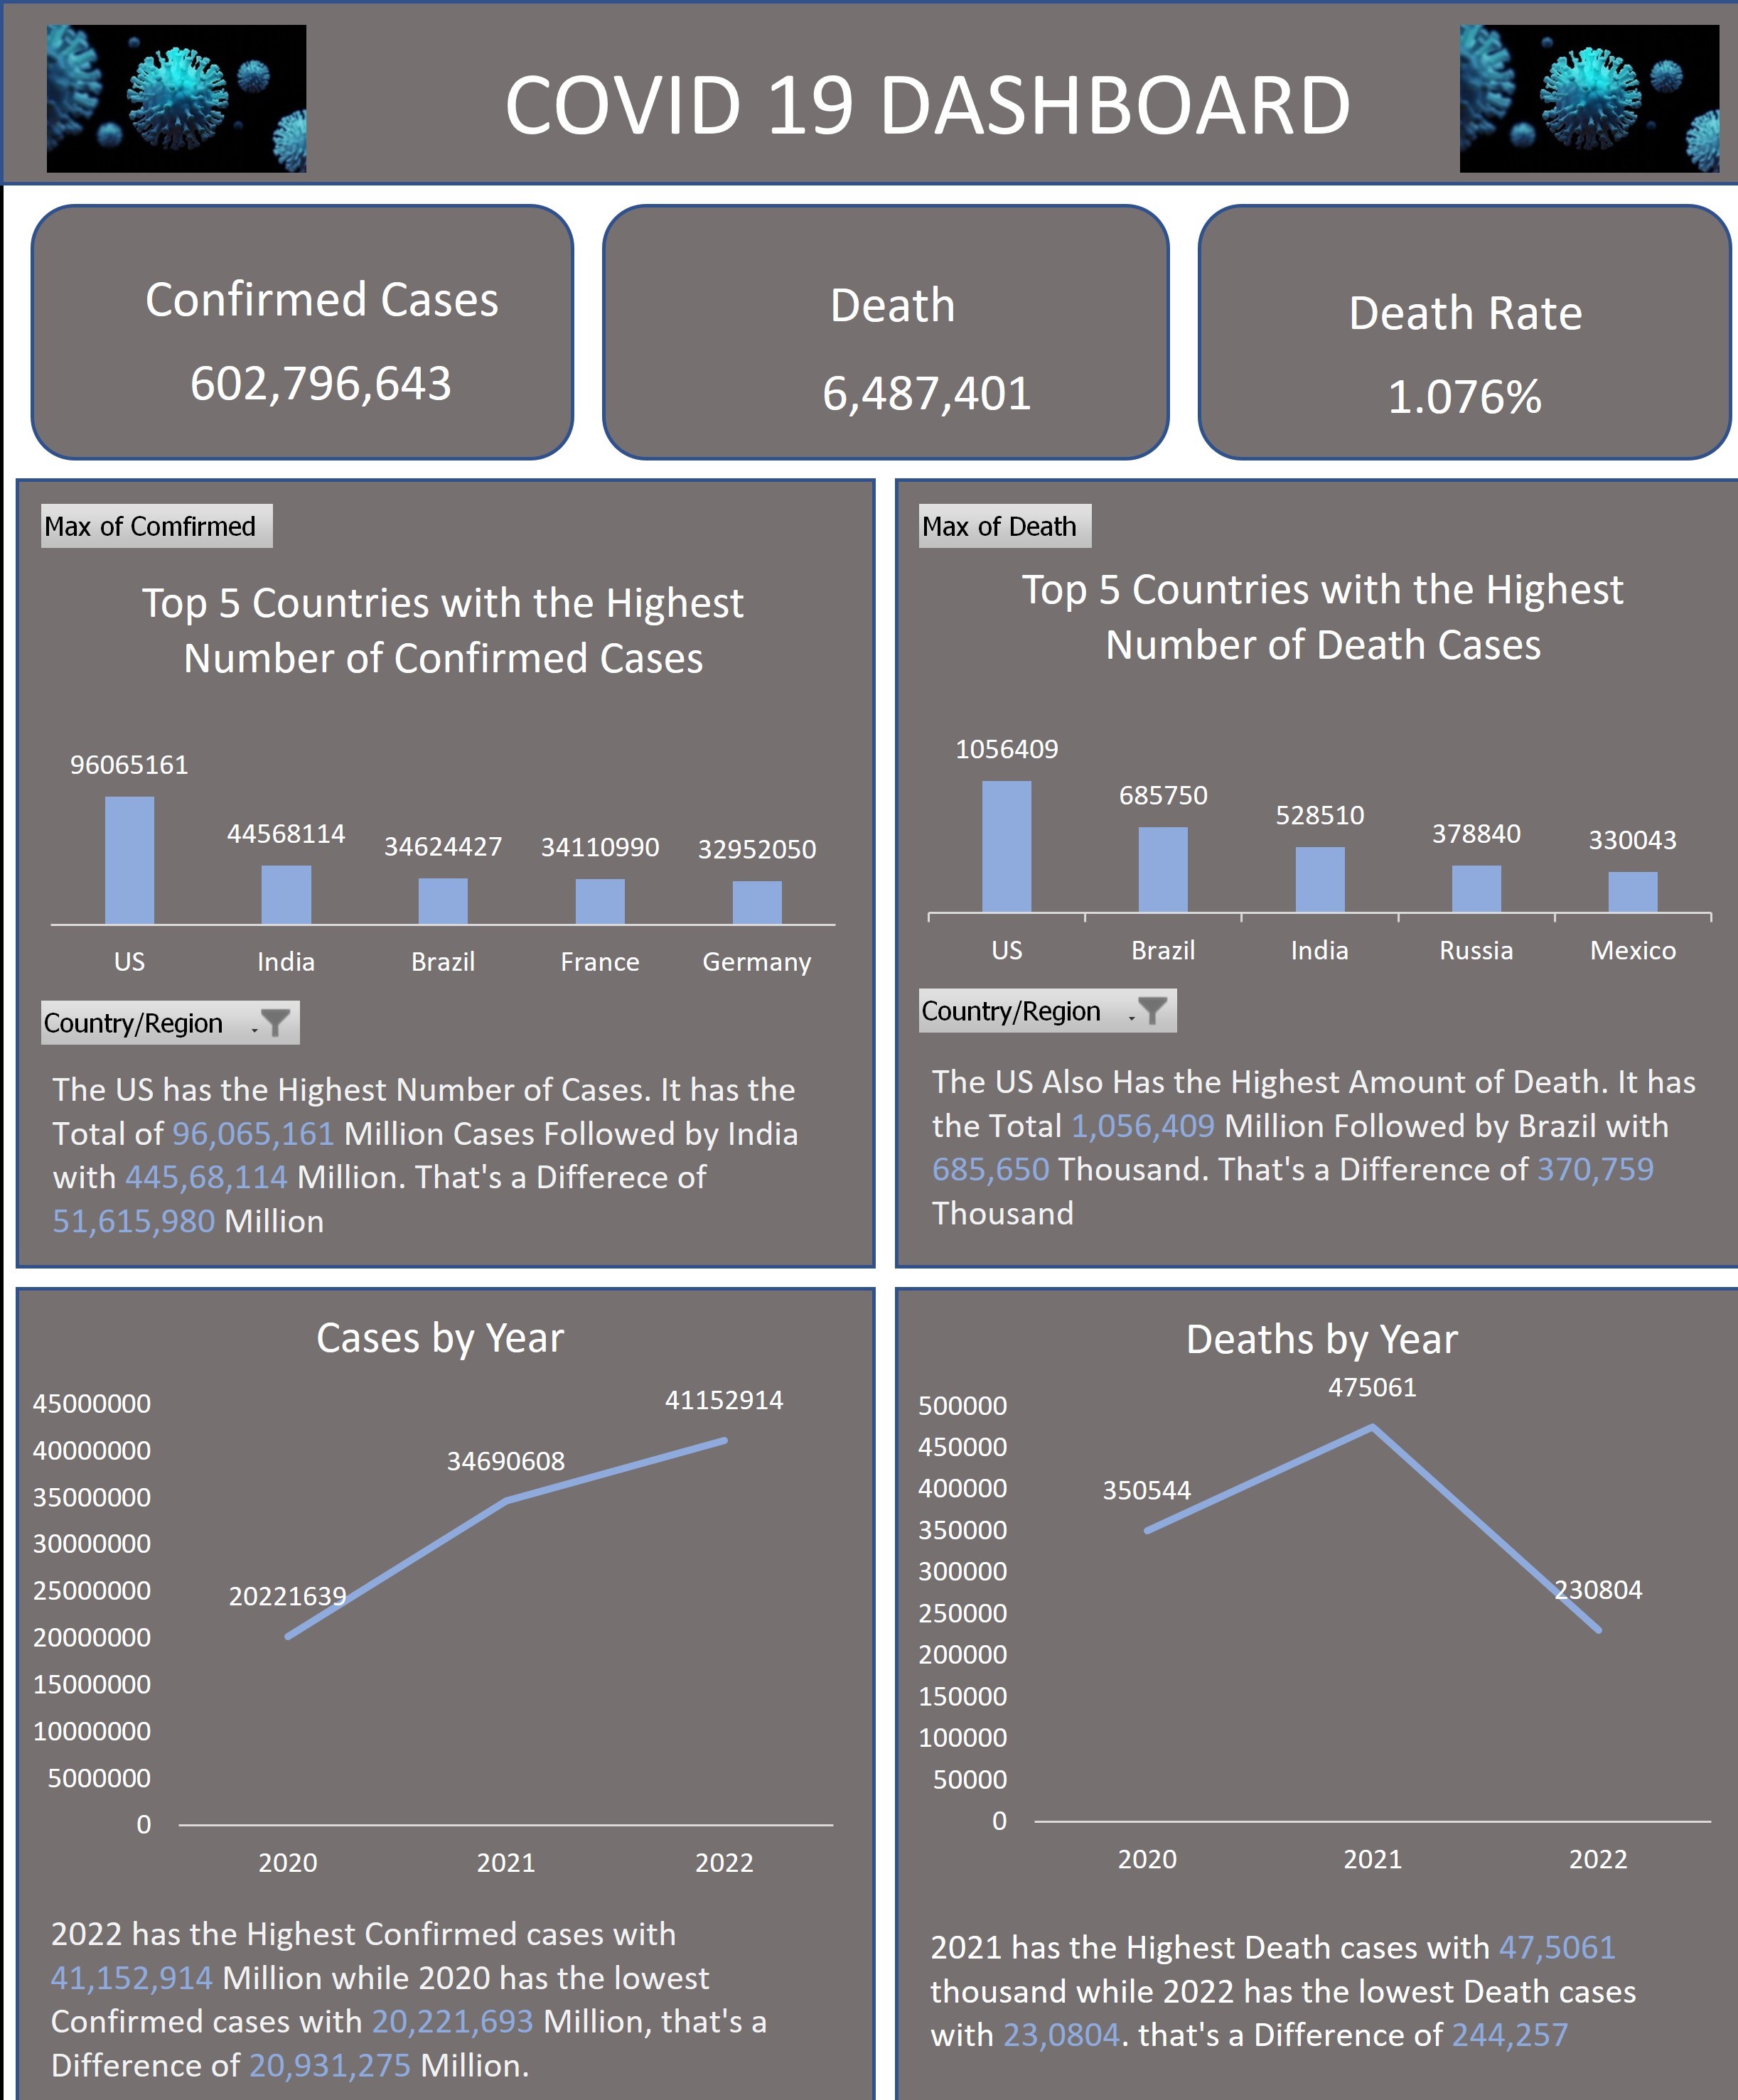 COVID 19 DASHBOARD
Confirmed Cases
602,796,643
Death
6,487,401
Death Rate
1.076%
Max of Comfirmed
Top 5 Countries with the Highest
Number of Confirmed Cases
96065161
44568114
34624427
34110990
32952050
US
India
Brazil
France
Germany
Country/Region
The US has the Highest Number of Cases. It has the
Total of 96,065,161 Million Cases Followed by India
with 445,68,114 Million. That's a Differece of
51,615,980 Million
Max of Death
Top 5 Countries with the Highest
Number of Death Cases
1056409
685750
528510
378840
330043
US
Brazil
India
Russia
Mexico
Country/Region
The US Also Has the Highest Amount of Death. It has
the Total 1,056,409 Million Followed by Brazil with
685,650 Thousand. That's a Difference of 370,759
Thousand
Cases by Year
45000000
40000000
35000000
30000000
25000000
20000000
15000000
10000000
5000000
0
20221639
34690608
41152914
2020
2021
2022
2022 has the Highest Confirmed cases with
41,152,914 Million while 2020 has the lowest
Confirmed cases with 20,221,693 Million, that's a
Difference of 20,931,275 Million.
Deaths by Year
500000
450000
400000
350000
300000
250000
200000
150000
100000
50000
0
350544
475061
230804
2020
2021
2022
2021 has the Highest Death cases with 47,5061
thousand while 2022 has the lowest Death cases
with 23,0804. that's a Difference of 244,257